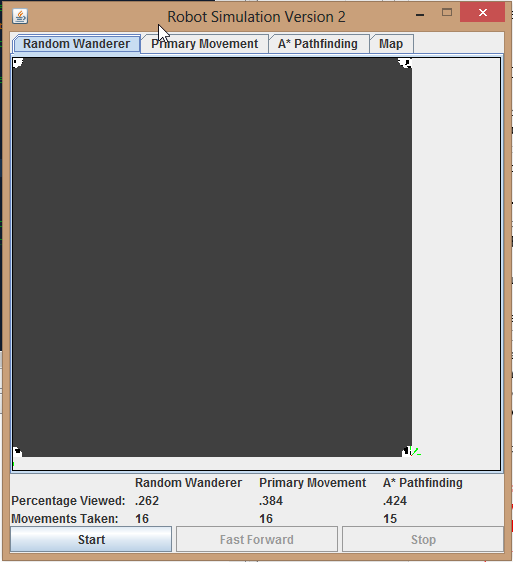 Robot Simulation Version 2
Random Wanderer Primary Movement A* Pathfinding Map
Random Wanderer Primary Movement A* Pathfinding
Percentage Viewed: .262 .384 .424
Movements Taken: 16 16 15
Start Fast Forward Stop